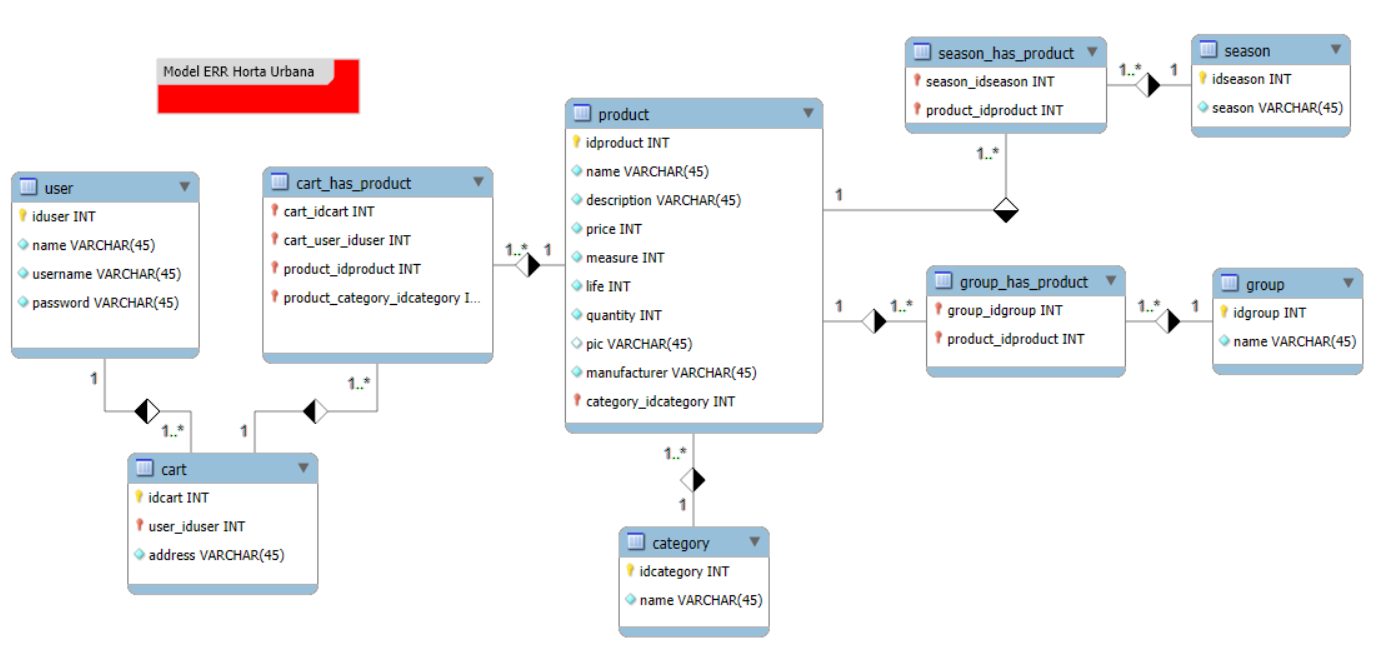 Model ERR Horta Urbana
user
iduser INT
name VARCHAR(45)
username VARCHAR(45)
password VARCHAR(45)
1
1..*
cart_has_product
cart_idcart INT
cart_user_iduser INT
product_idproduct INT
product_category_idcategory I...
1..*
1
1..*
1
cart
idcart INT
user_iduser INT
address VARCHAR(45)
product
idproduct INT
name VARCHAR(45)
description VARCHAR(45)
price INT
measure INT
life INT
quantity INT
pic VARCHAR(45)
manufacturer VARCHAR(45)
category_idcategory INT
1..*
1
category
idcategory INT
name VARCHAR(45)
season_has_product
season_idseason INT
product_idproduct INT
1..*
1
1..*
1
season
idseason INT
season VARCHAR(45)
1
1..*
group_has_product
group_idgroup INT
product_idproduct INT
1..*
1
group
idgroup INT
name VARCHAR(45)